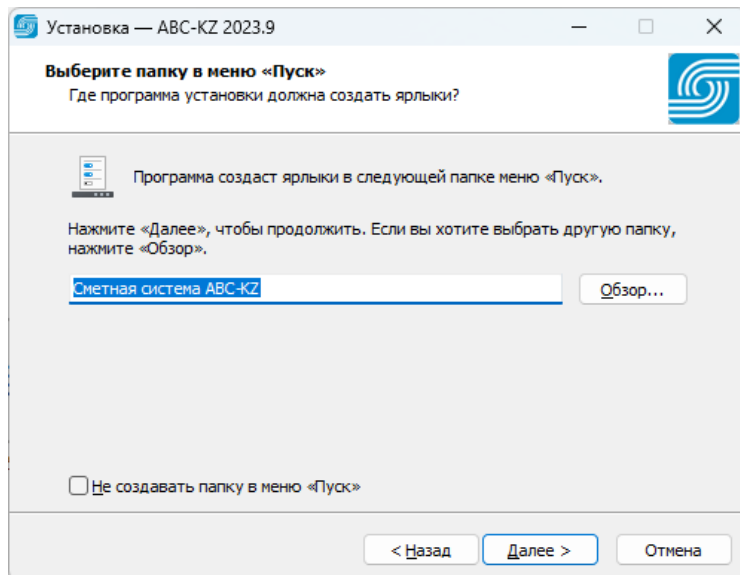 Установка — ABC-KZ 2023.9
Выберите папку в меню «Пуск»
Где программа установки должна создать ярлыки?
Программа создаст ярлыки в следующей папке меню «Пуск».
Нажмите «Далее», чтобы продолжить. Если вы хотите выбрать другую папку,
нажмите «Обзор».
Сметная система ABC-KZ
Обзор...
Не создавать папку в меню «Пуск»
< Назад
Далее >
Отмена